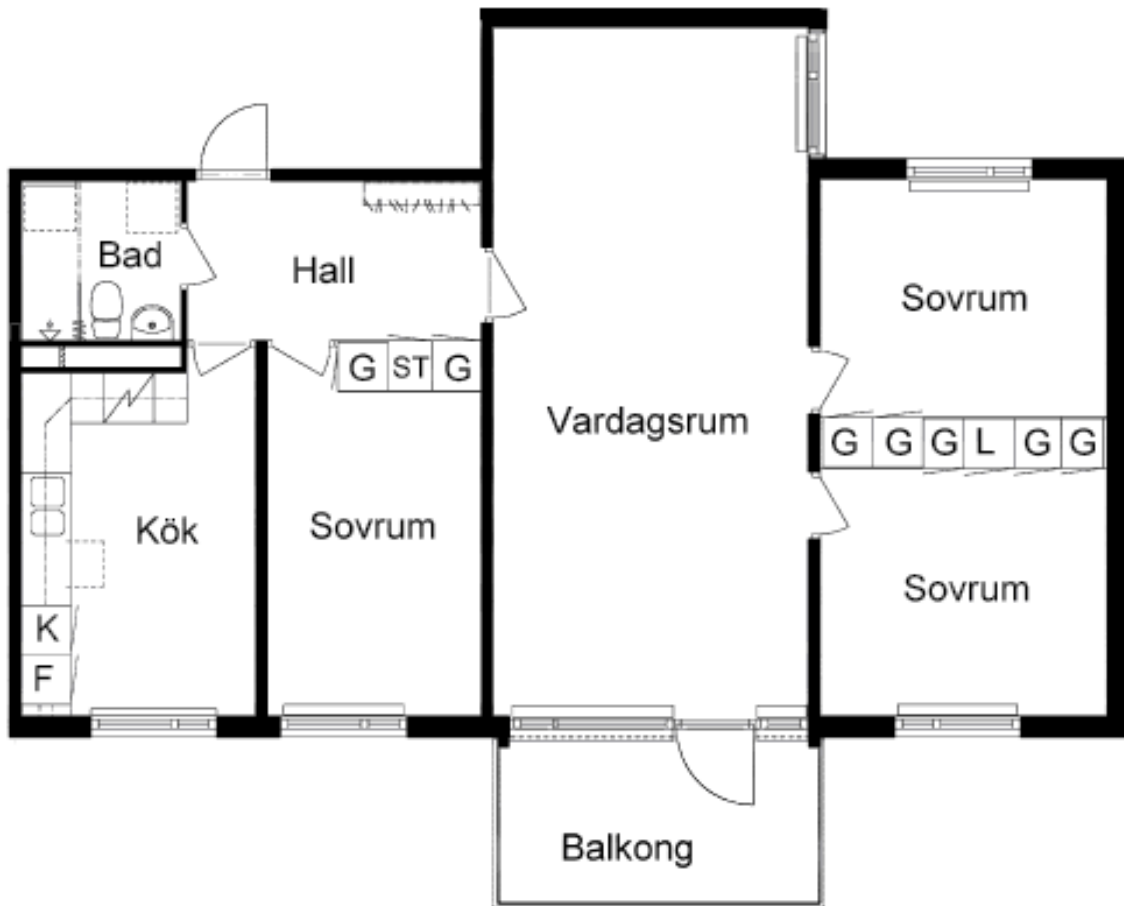 Bad
Hall
Sovrum
G ST G
Vardagsrum
G G G L G G
Kök
Sovrum
Sovrum
K
F
Balkong